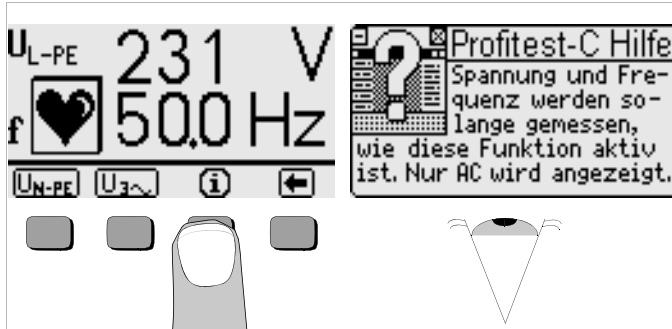 UL-PE 231 V
f 50.0 Hz
UN-PE U3~ i
Profitest-C Hilfe
Spannung und Fre-
quenz werden so-
lange gemessen,
wie diese Funktion aktiv
ist. Nur AC wird angezeigt.